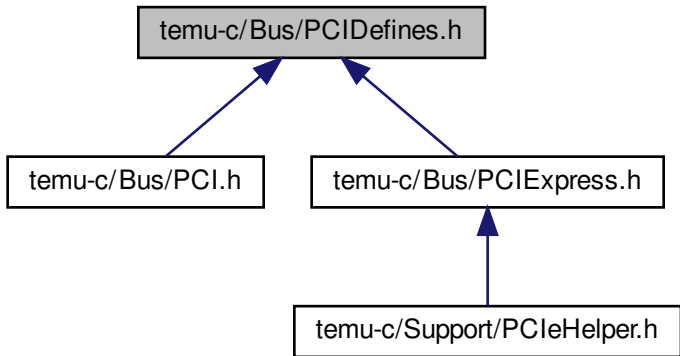 temu-c/Bus/PCIDefines.h
temu-c/Bus/PCI.h
temu-c/Bus/PCIExpress.h
temu-c/Support/PCIeHelper.h